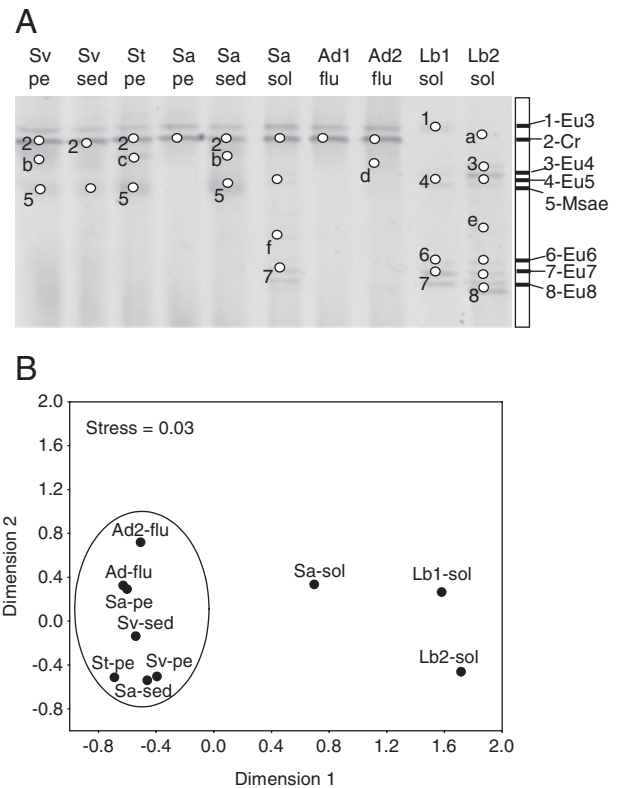 A
Sv Sv St Sa Sa Sa Ad1 Ad2 Lb1 Lb2
pe sed pe pe sed sol flu flu sol sol
1 1-Eu3
2 2 2 2 a 2-Cr
b c b d 3 3-Eu4
4 4-Eu5
5 5 5 5-Msae
f e
6 6-Eu6
7 7 7-Eu7
8 8-Eu8
B
2.0
Stress = 0.03
1.6
1.2
0.8
Ad2-flu
0.4
Ad-flu Sa-sol Lb1-sol
Sa-pe
0.0
Sv-sed
-0.4
St-pe Sv-pe Lb2-sol
Sa-sed
-0.8
Dimension 2
-0.8 -0.4 0.0 0.4 0.8 1.2 1.6 2.0
Dimension 1